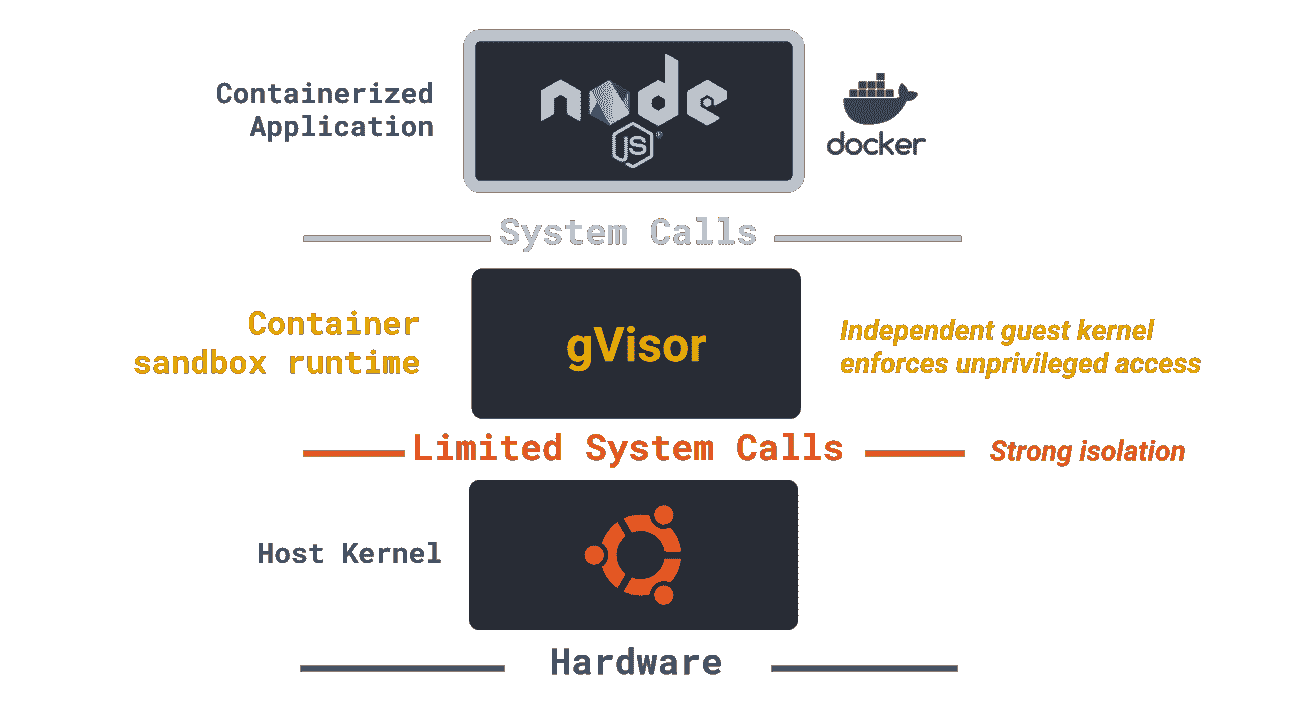 Containerized
Application
node
JS
docker
System Calls
Container
sandbox runtime
gVisor
Independent guest kernel
enforces unprivileged access
Limited System Calls
Strong isolation
Host Kernel
Hardware